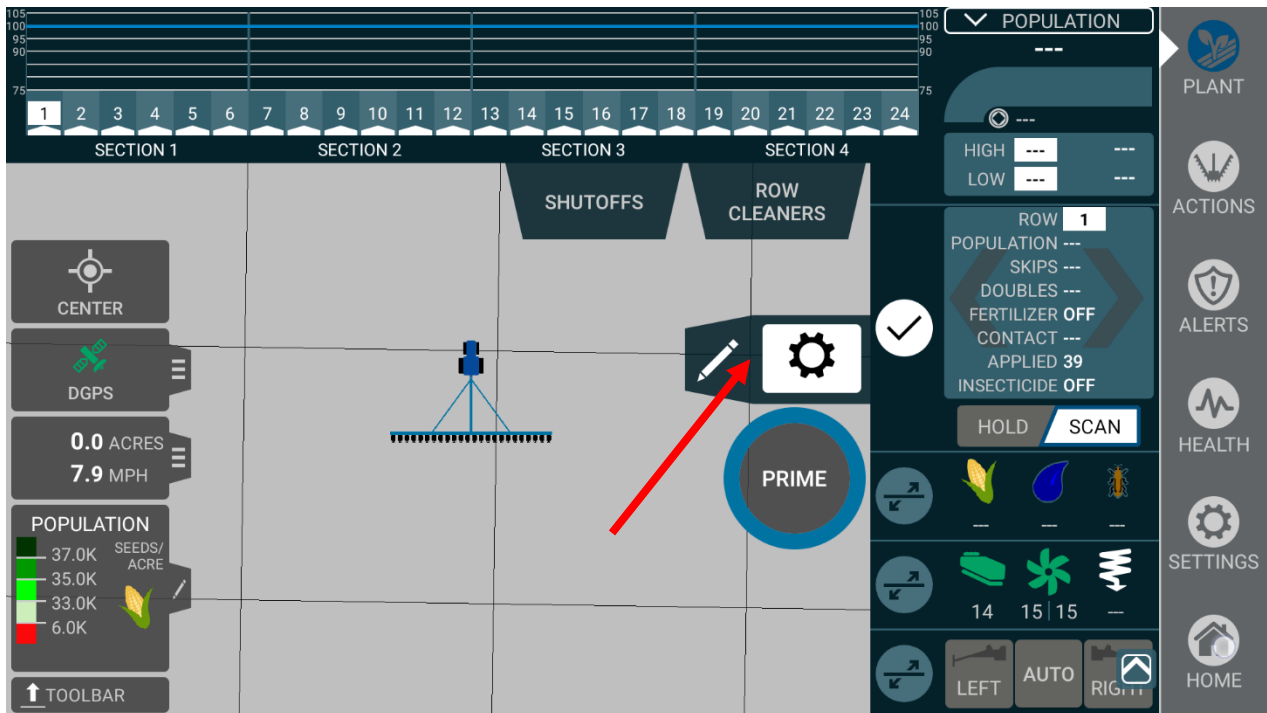 105
100
95
90
75
105
100
95
90
75
1 2 3 4 5 6 7 8 9 10 11 12 13 14 15 16 17 18 19 20 21 22 23 24
SECTION 1 SECTION 2 SECTION 3 SECTION 4
SHUTOFFS
ROW
CLEANERS
CENTER
DGPS
0.0 ACRES
7.9 MPH
POPULATION
SEEDS/
ACRE
37.0K
35.0K
33.0K
6.0K
TOOLBAR
PRIME
POPULATION
---
---
HIGH --- ---
LOW --- ---
ROW 1
POPULATION ---
SKIPS ---
DOUBLES ---
FERTILIZER OFF
CONTACT ---
APPLIED 39
INSECTICIDE OFF
HOLD SCAN
--- --- ---
14 15|15 ---
LEFT AUTO RIGHT
PLANT
ACTIONS
ALERTS
HEALTH
SETTINGS
HOME